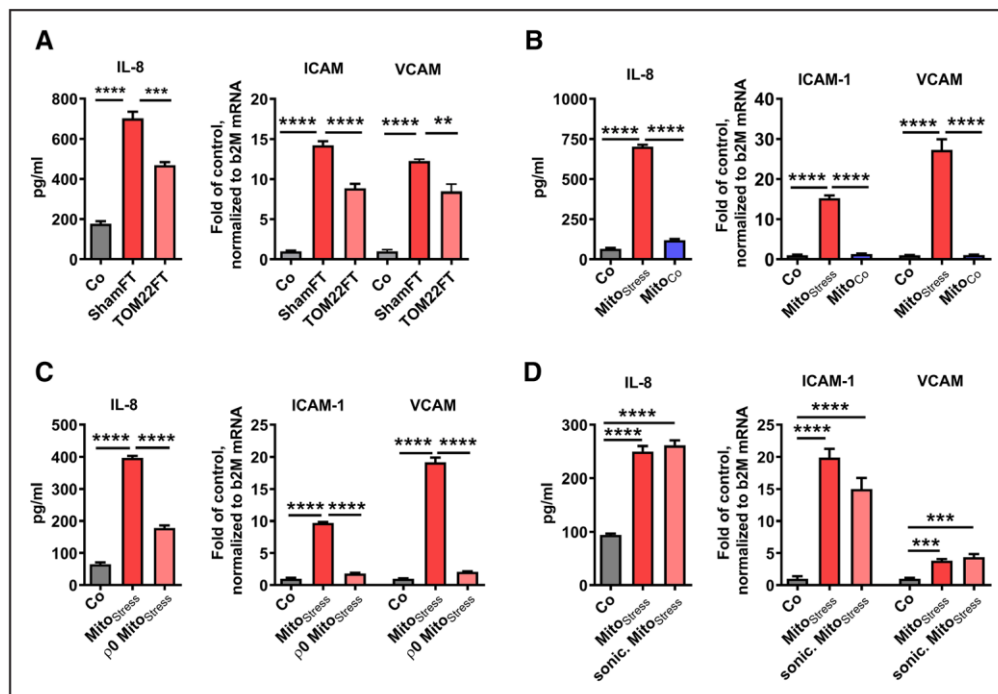 A
IL-8
**** ***
pg/ml
800
600
400
200
0
Co
ShamFT
TOM22FT
ICAM VCAM
Fold of control,
normalized to b2M mRNA
20
15
10
5
0
**** **** **** **
Co
ShamFT
TOM22FT
Co
ShamFT
TOM22FT
B
IL-8
**** ****
pg/ml
1000
750
500
250
0
Co
MitoStress
MitoCo
ICAM-1 VCAM
Fold of control,
normalized to b2M mRNA
40
30
20
10
0
**** **** **** ****
Co
MitoStress
MitoCo
Co
MitoStress
MitoCo
C
IL-8
**** ****
pg/ml
500
400
300
200
100
0
Co
MitoStress
ρ0 MitoStress
ICAM-1 VCAM
Fold of control,
normalized to b2M mRNA
25
20
15
10
5
0
**** **** **** ****
Co
MitoStress
ρ0 MitoStress
Co
MitoStress
ρ0 MitoStress
D
IL-8
****
****
pg/ml
300
200
100
0
Co
MitoStress
sonic. MitoStress
ICAM-1 VCAM
Fold of control,
normalized to b2M mRNA
25
20
15
10
5
0
****
****
***
***
Co
MitoStress
sonic. MitoStress
Co
MitoStress
sonic. MitoStress